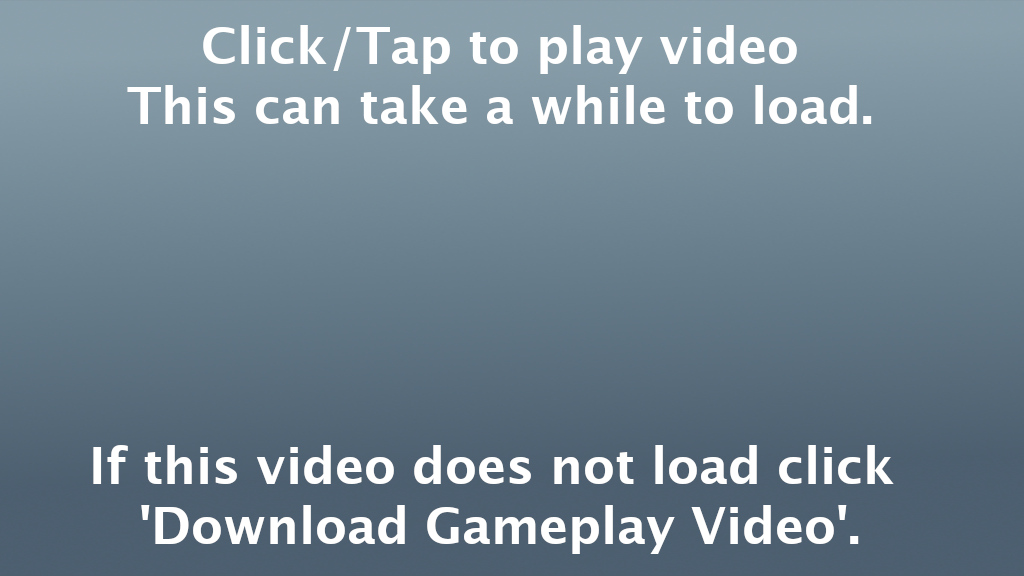 Click/Tap to play video
This can take a while to load.
If this video does not load click
'Download Gameplay Video'.